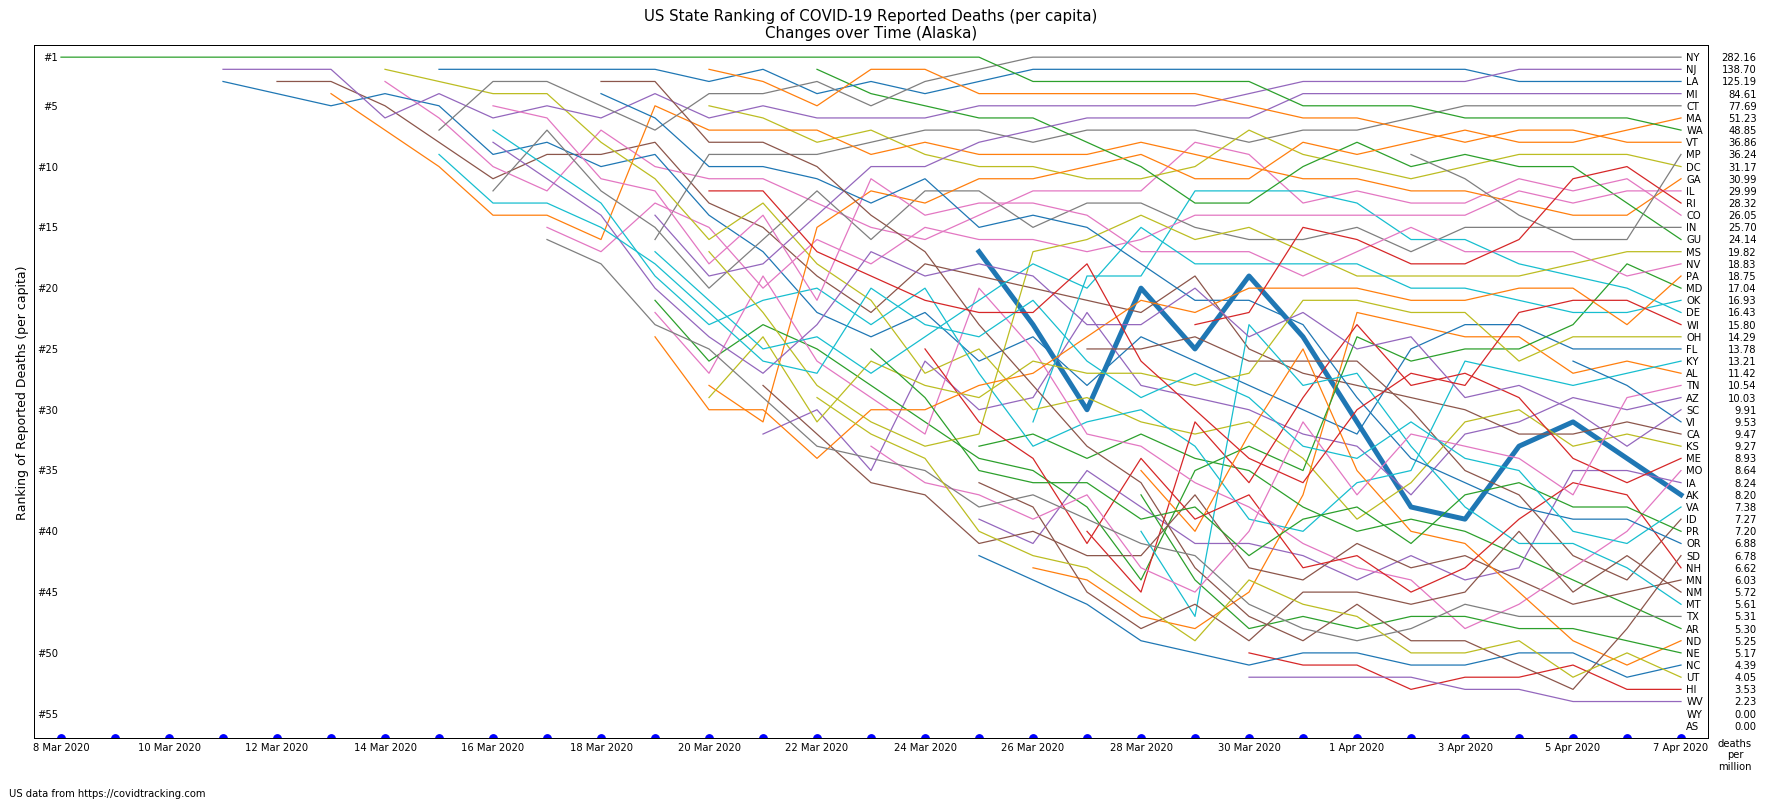 US State Ranking of COVID-19 Reported Deaths (per capita)
Changes over Time (Alaska)
Ranking of Reported Deaths (per capita)
#1
#5
#10
#15
#20
#25
#30
#35
#40
#45
#50
#55
NY 282.16
NJ 138.70
LA 125.19
MI 84.61
CT 77.69
MA 51.23
WA 48.85
VT 36.86
MP 36.24
DC 31.17
GA 30.99
IL 29.99
RI 28.32
CO 26.05
IN 25.70
GU 24.14
MS 19.82
NV 18.83
PA 18.75
MD 17.04
OK 16.93
DE 16.43
WI 15.80
OH 14.29
FL 13.78
KY 13.21
AL 11.42
TN 10.54
AZ 10.03
SC 9.91
VI 9.53
CA 9.47
KS 9.27
ME 8.93
MO 8.64
IA 8.24
AK 8.20
VA 7.38
ID 7.27
PR 7.20
OR 6.88
SD 6.78
NH 6.62
MN 6.03
NM 5.72
MT 5.61
TX 5.31
AR 5.30
ND 5.25
NE 5.17
NC 4.39
UT 4.05
HI 3.53
WV 2.23
WY 0.00
AS 0.00
8 Mar 2020 10 Mar 2020 12 Mar 2020 14 Mar 2020 16 Mar 2020 18 Mar 2020 20 Mar 2020 22 Mar 2020 24 Mar 2020 26 Mar 2020 28 Mar 2020 30 Mar 2020 1 Apr 2020 3 Apr 2020 5 Apr 2020 7 Apr 2020
deaths
per
million
US data from https://covidtracking.com